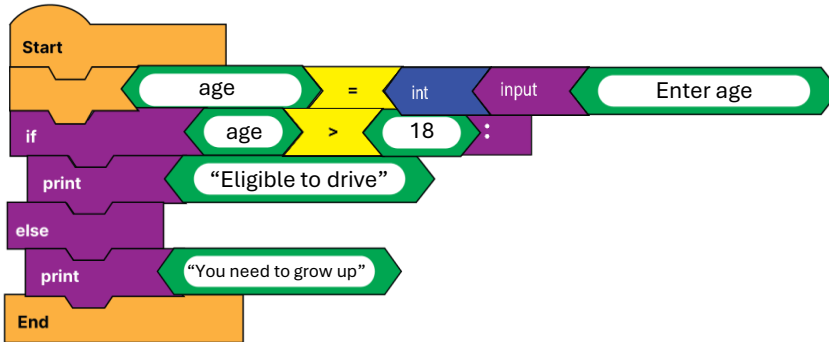 Start
age = int input Enter age
if age > 18 :
print “Eligible to drive”
else
print “You need to grow up”
End